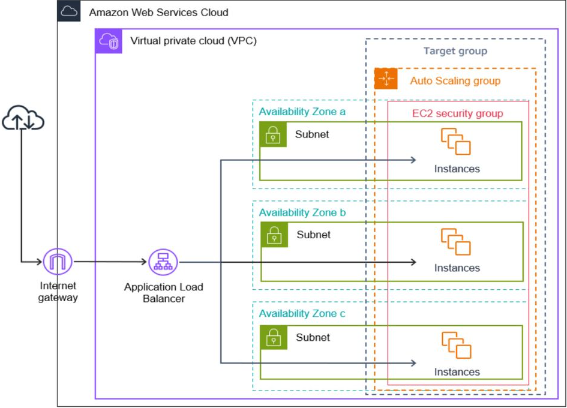 Amazon Web Services Cloud
Virtual private cloud (VPC)
Target group
Auto Scaling group
Availability Zone a
EC2 security group
Subnet
Instances
Availability Zone b
Subnet
Instances
Internet
gateway
Application Load
Balancer
Availability Zone c
Subnet
Instances